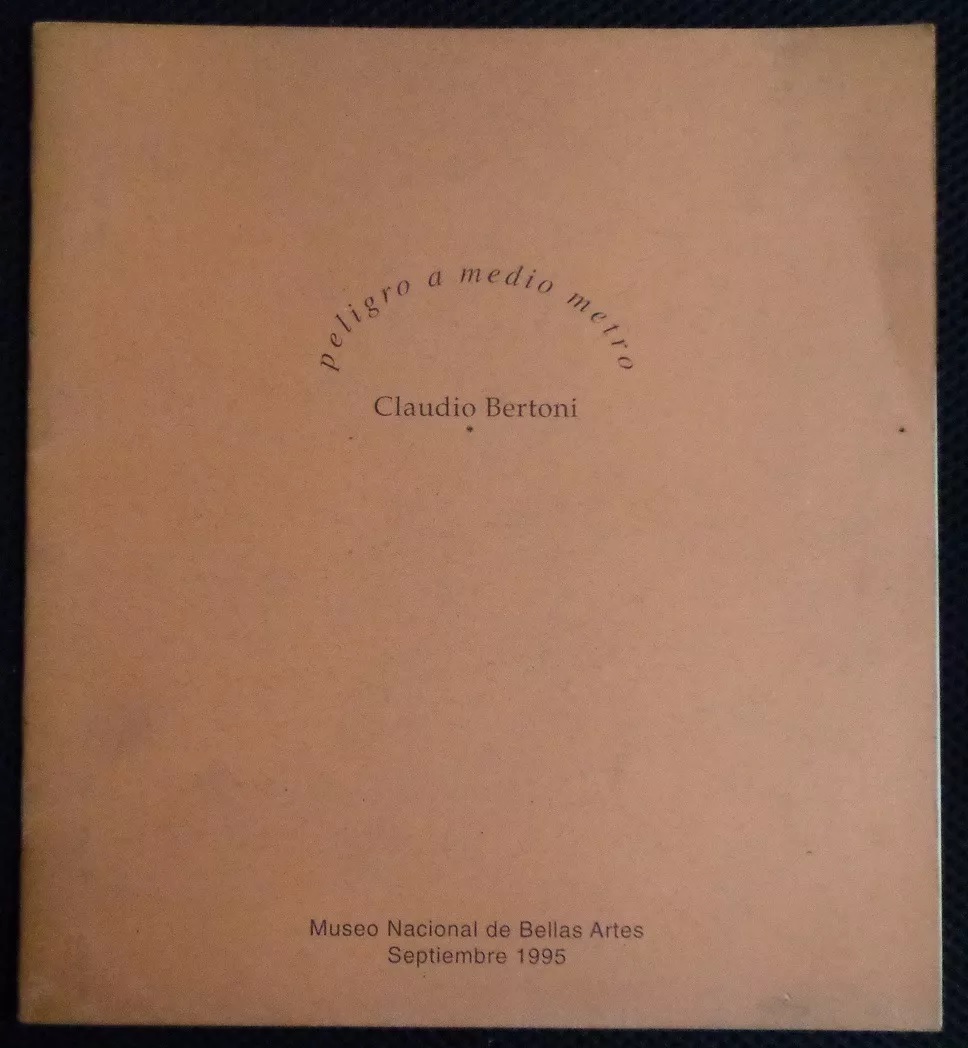 peligro a medio metro
Claudio Bertoni
Museo Nacional de Bellas Artes
Septiembre 1995